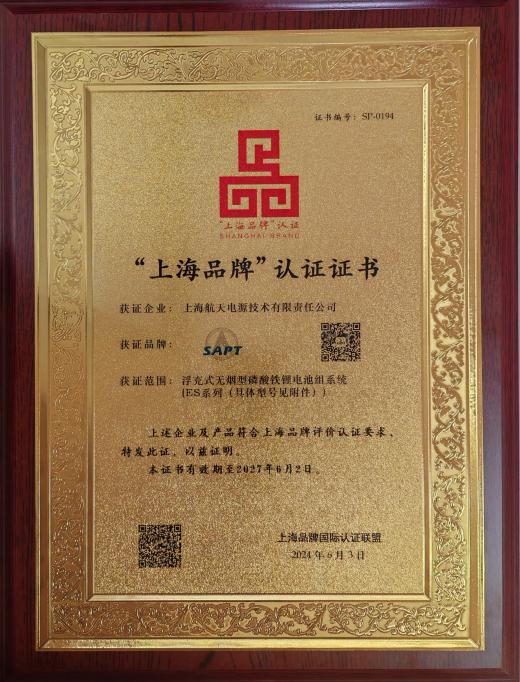 证书编号：SP-0194
“上海品牌”认证
SHANGHAI BRAND
“上海品牌”认证证书
获证企业：上海航天电源技术有限责任公司
获证品牌：SAPT
获证范围：浮充式无烟型磷酸铁锂电池组系统
(ES系列（具体型号见附件））
上述企业及产品符合上海品牌评价认证要求，
特发此证，以兹证明。
本证书有效期至2027年6月2日。
上海品牌国际认证联盟
2024年6月3日